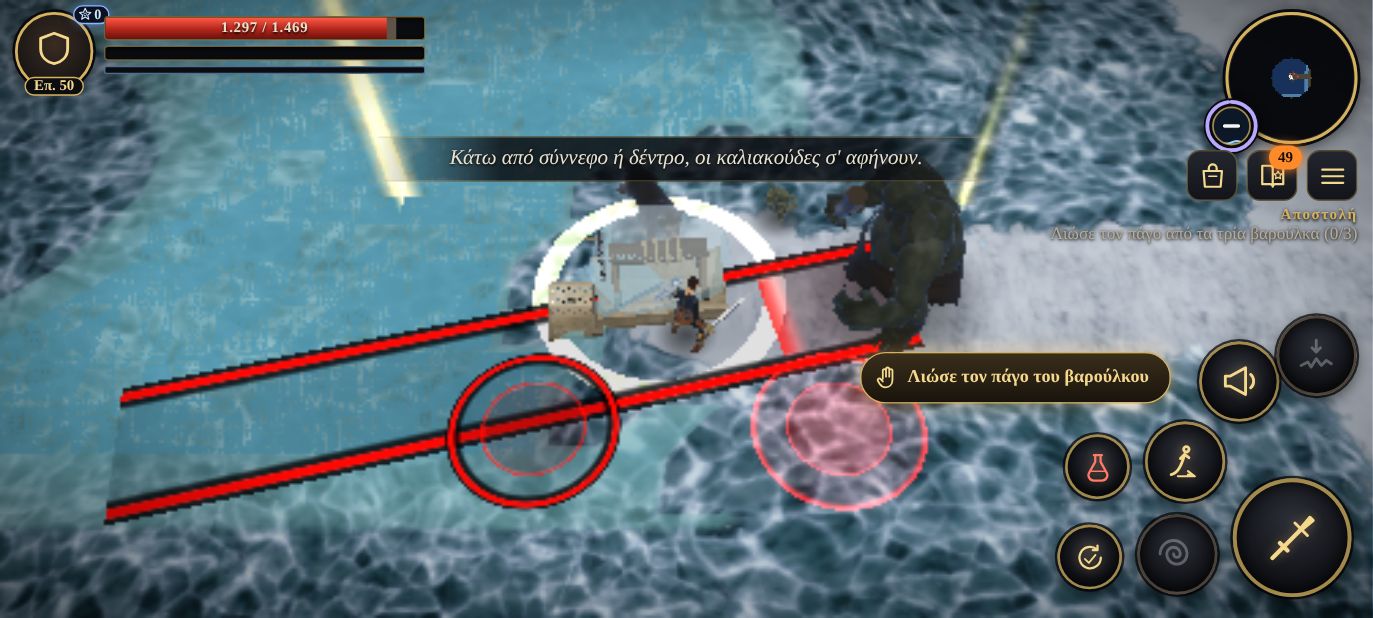 0
1.297 / 1.469
Επ. 50
Κάτω από σύννεφο ή δέντρο, οι καλιακούδες σ' αφήνουν.
49
Αποστολή
Λιώσε τον πάγο από τα τρία βαρούλκα (0/3)
Λιώσε τον πάγο του βαρούλκου